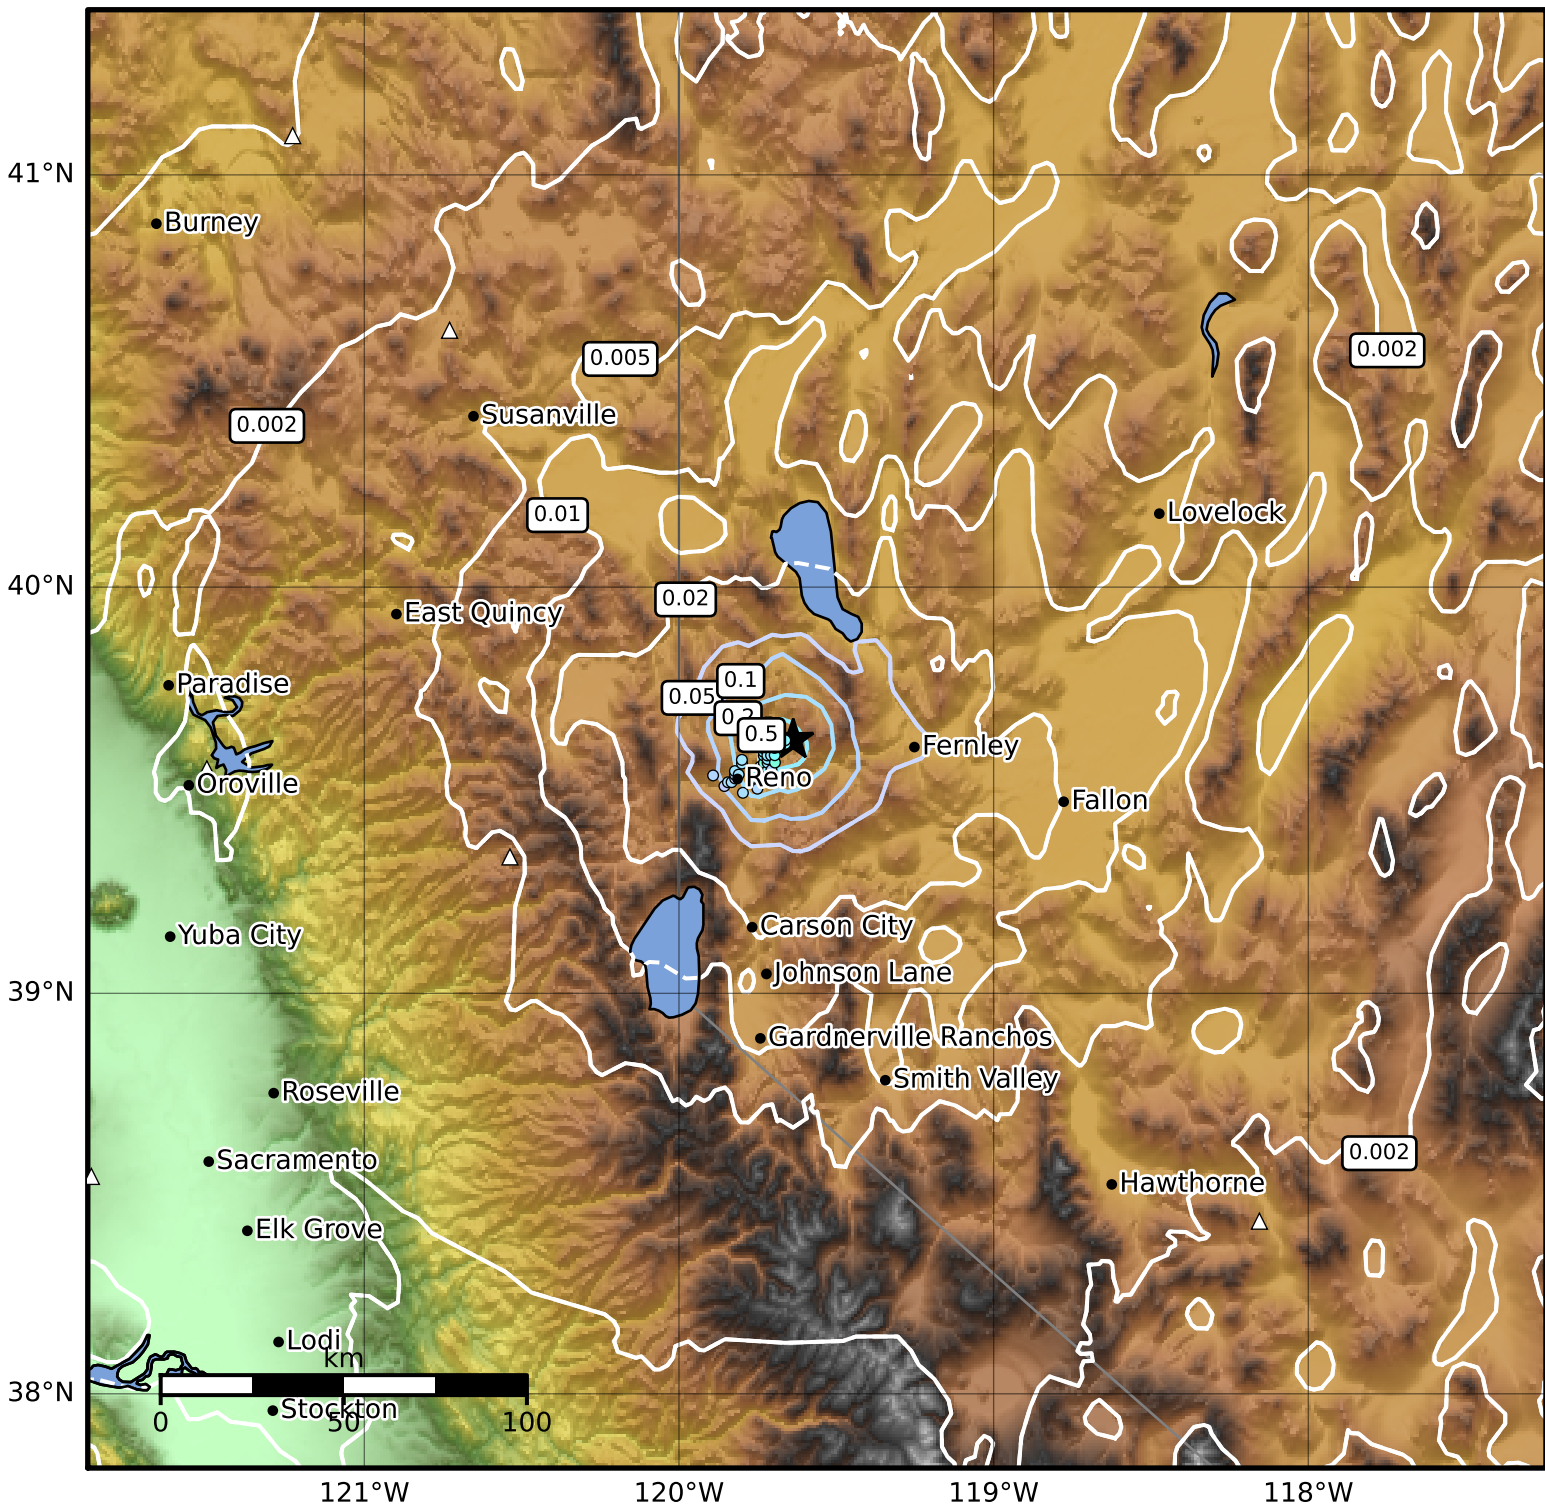 41°N
Burney
0.002
0.005
0.002
Susanville
0.01
Lovelock
40°N
0.02
East Quincy
Paradise
0.1
0.05
0.2
0.5
Fernley
Reno
Oroville
Fallon
Carson City
Yuba City
Johnson Lane
39°N
Gardnerville Ranchos
Smith Valley
Roseville
0.002
Sacramento
Hawthorne
Elk Grove
Lodi
km
38°N
Stockton
0 50 100
121°W 120°W 119°W 118°W